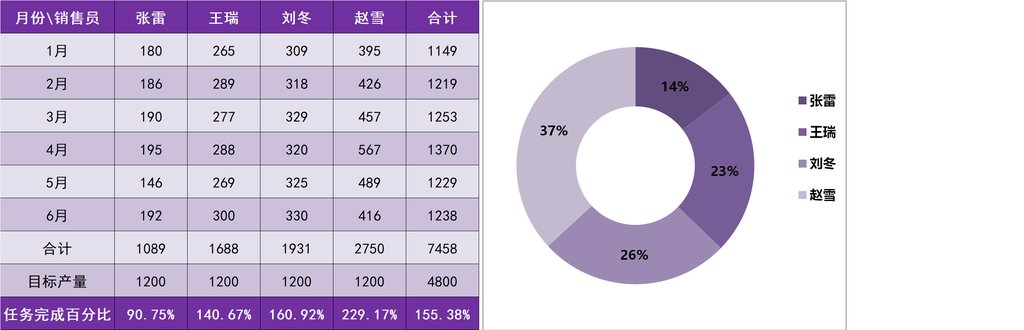 月份\销售员 张雷 王瑞 刘冬 赵雪 合计
1月 180 265 309 395 1149
2月 186 289 318 426 1219
3月 190 277 329 457 1253
4月 195 288 320 567 1370
5月 146 269 325 489 1229
6月 192 300 330 416 1238
合计 1089 1688 1931 2750 7458
目标产量 1200 1200 1200 1200 4800
任务完成百分比 90.75% 140.67% 160.92% 229.17% 155.38%
14%
23%
26%
37%
张雷
王瑞
刘冬
赵雪